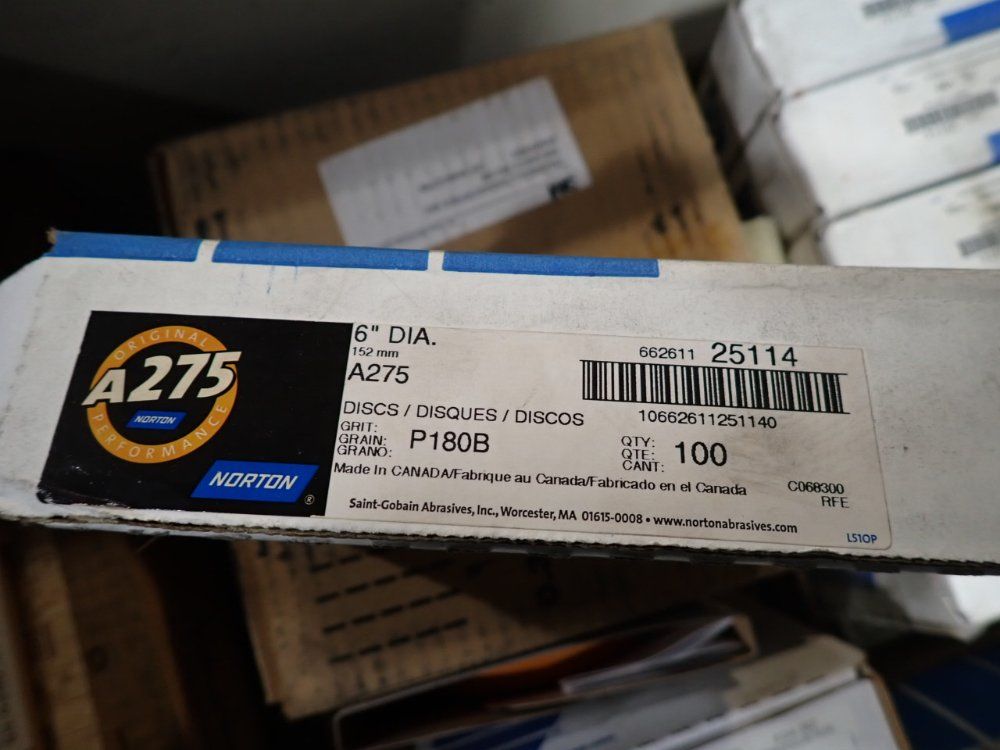 ORIGINAL
A275
NORTON
PERFORMANCE
NORTON
®
6" DIA.
152 mm
A275
662611 25114
10662611251140
DISCS / DISQUES / DISCOS
GRIT:
GRAIN: P180B
GRANO:
QTY:
QTE: 100
CANT:
Made In CANADA/Fabrique au Canada/Fabricado en el Canada
C068300
RFE
Saint-Gobain Abrasives, Inc., Worcester, MA 01615-0008 • www.nortonabrasives.com
LS1OP